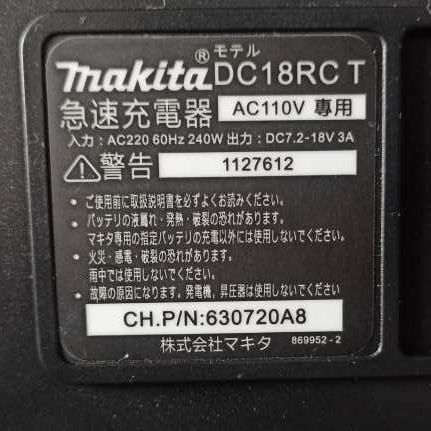 モデル
makita® DC18RC T
急速充電器 AC110V 專用
入力：AC220 60Hz 240W 出力：DC7.2-18V 3A
⚠警告 1127612
• ご使用前に取扱説明書を必ずよくお読みください。
• バッテリの液漏れ・発熱・破裂の恐れがあります。
マキタ専用の指定バッテリの充電以外には使用しないでください。
• 火災・感電・破裂の恐れがあります。
雨中では使用しないでください。
• 故障の原因になります。発電機，昇圧器は使用しないでください
CH.P/N:630720A8
株式会社マキタ 869952-2